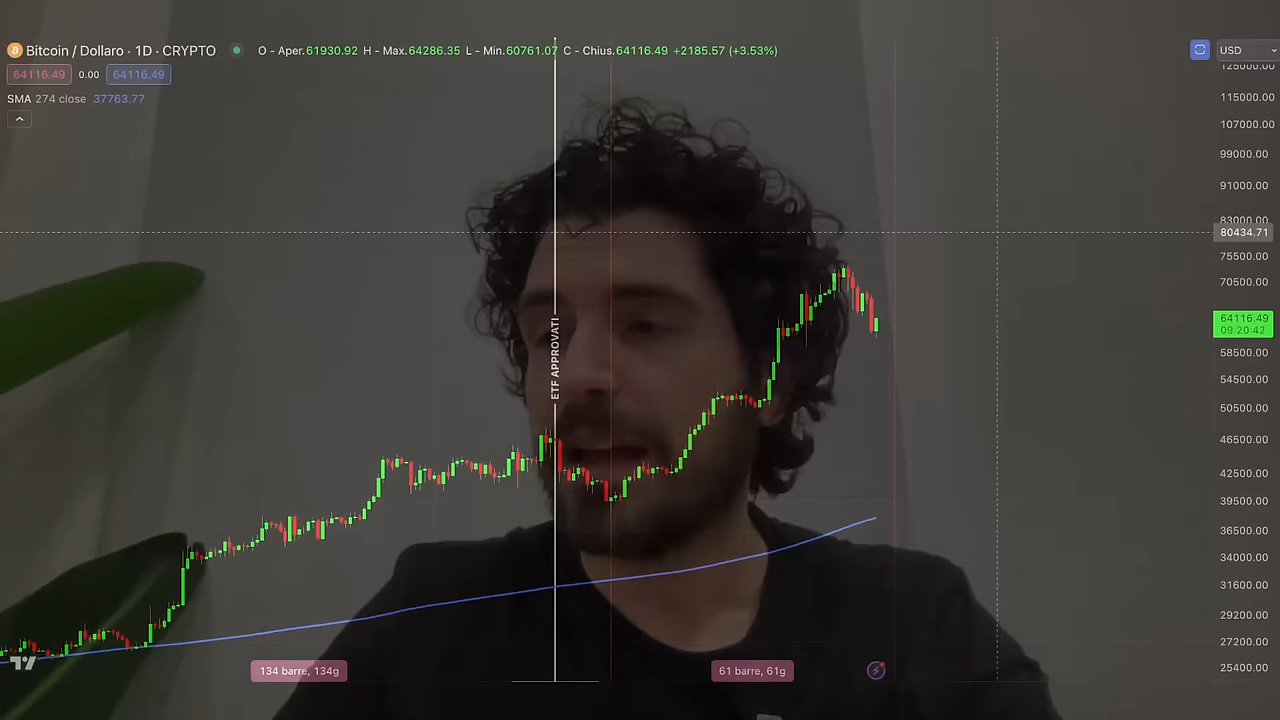 Bitcoin / Dollaro · 1D · CRYPTO
O - Aper.61930.92 H - Max.64286.35 L - Min.60761.07 C - Chius.64116.49 +2185.57 (+3.53%)
64116.49 0.00 64116.49
SMA 274 close 37763.77
USD
125000.00
115000.00
107000.00
99000.00
91000.00
83000.00
80434.71
75500.00
70500.00
64116.49
09:20:42
58500.00
54500.00
50500.00
46500.00
42500.00
39500.00
36500.00
34000.00
31600.00
29200.00
27200.00
25400.00
ETF APPROVATI
134 barre, 134g
61 barre, 61g